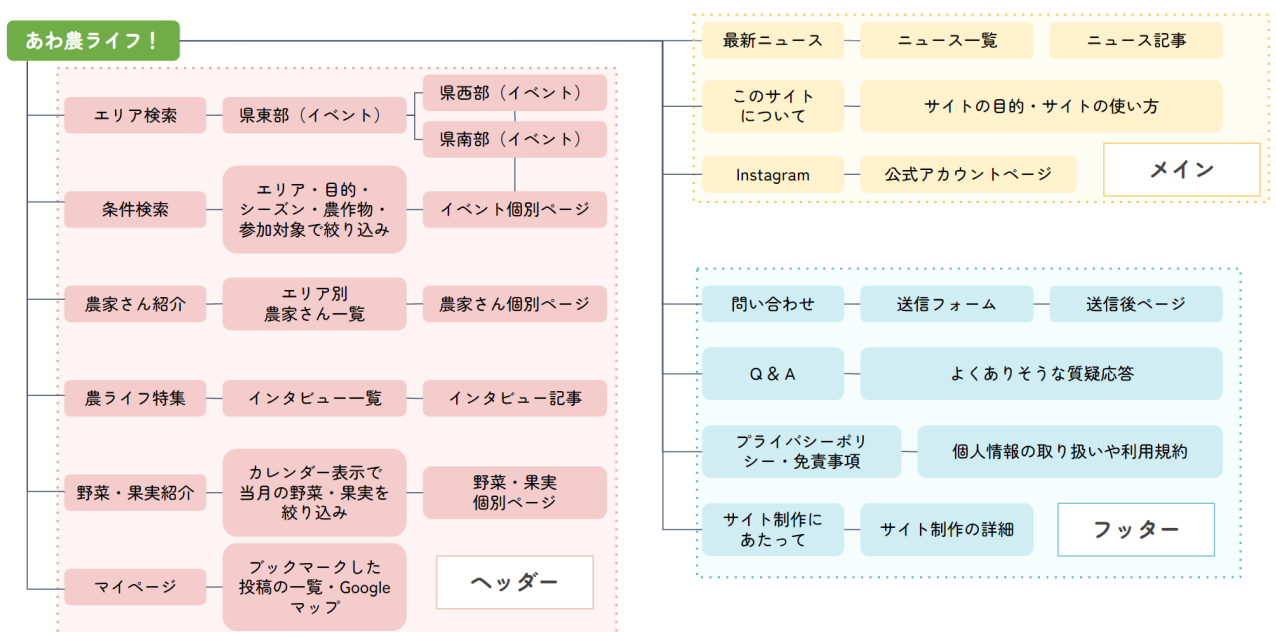 あわ農ライフ！
エリア検索
県東部（イベント）
県西部（イベント）
県南部（イベント）
条件検索
エリア・目的・
シーズン・農作物・
参加対象で絞り込み
イベント個別ページ
農家さん紹介
エリア別
農家さん一覧
農家さん個別ページ
農ライフ特集
インタビュー一覧
インタビュー記事
野菜・果実紹介
カレンダー表示で
当月の野菜・果実を
絞り込み
野菜・果実
個別ページ
マイページ
ブックマークした
投稿の一覧・Google
マップ
ヘッダー
最新ニュース
ニュース一覧
ニュース記事
このサイト
について
サイトの目的・サイトの使い方
Instagram
公式アカウントページ
メイン
問い合わせ
送信フォーム
送信後ページ
Q & A
よくありそうな質疑応答
プライバシーポリ
シー・免責事項
個人情報の取り扱いや利用規約
サイト制作に
あたって
サイト制作の詳細
フッター